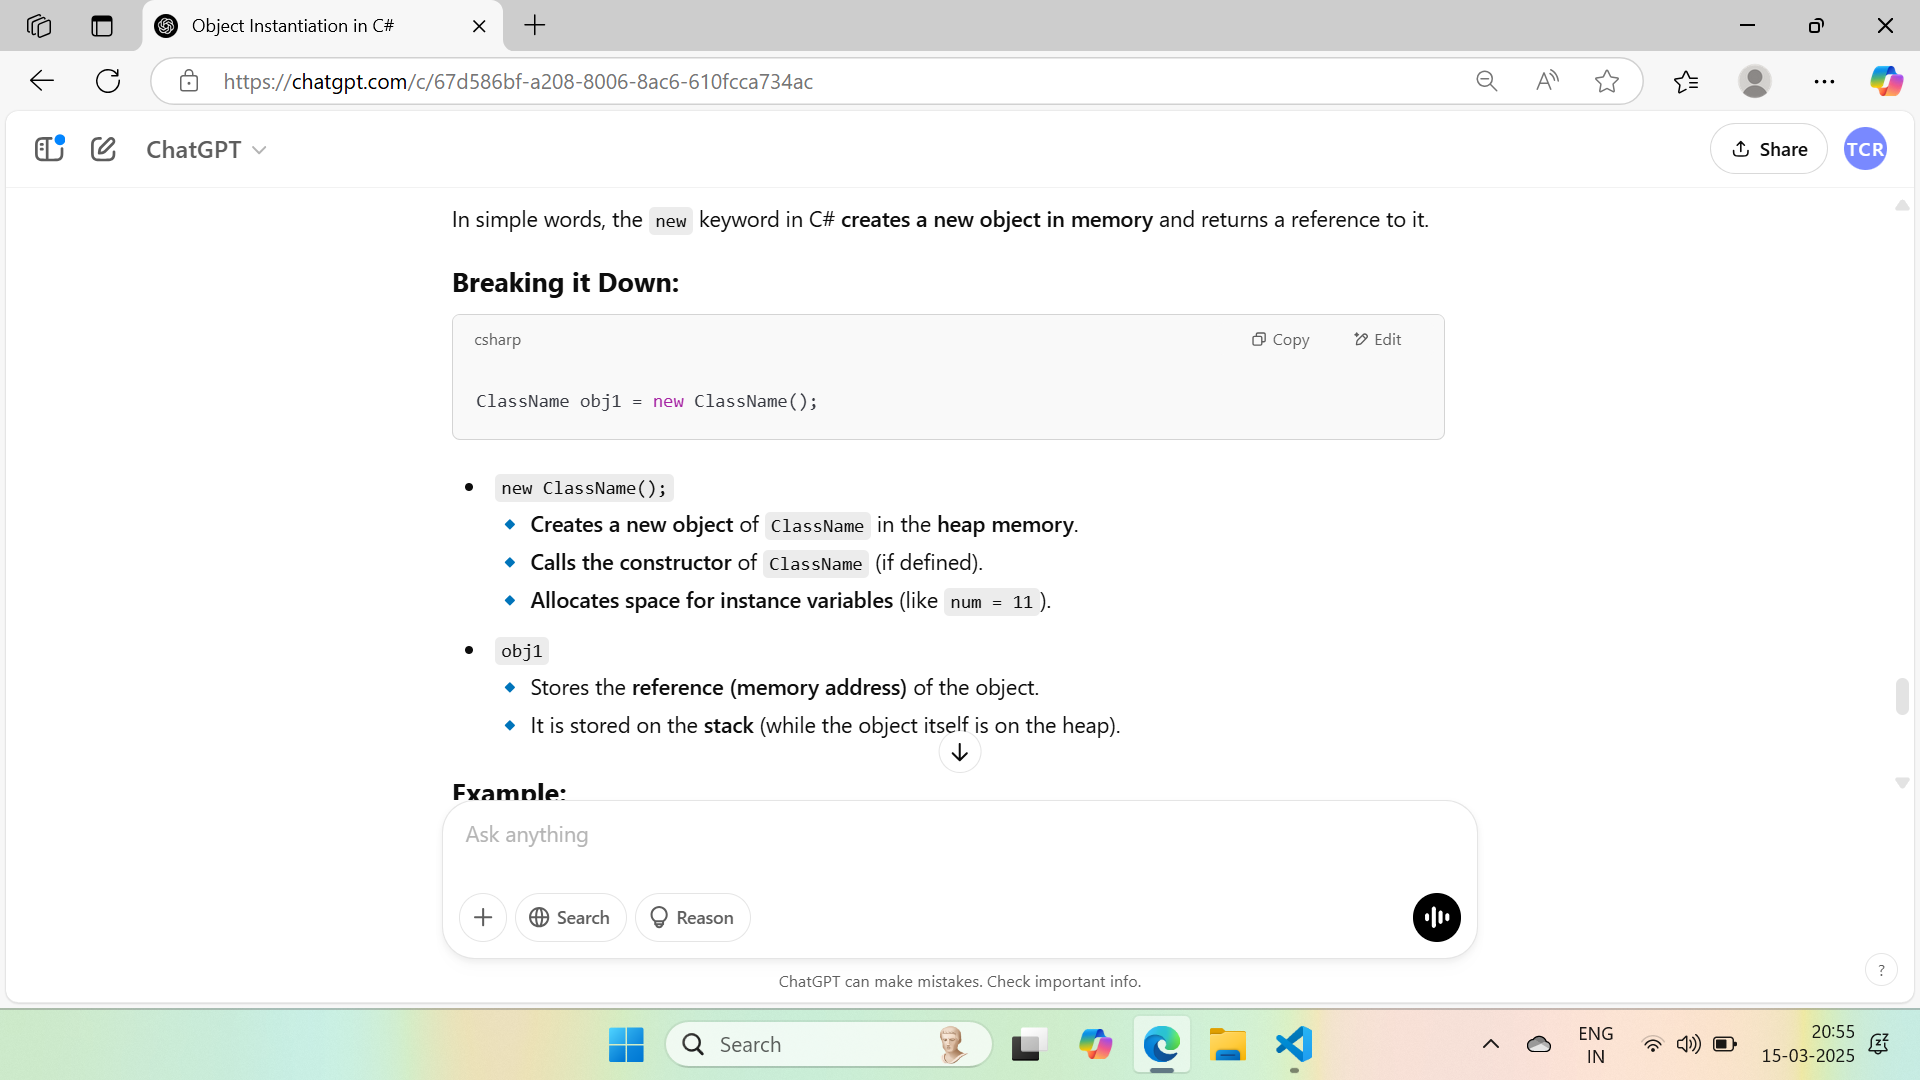 Object Instantiation in C#
https://chatgpt.com/c/67d586bf-a208-8006-8ac6-610fcca734ac
ChatGPT
Share
TCR
In simple words, the new keyword in C# creates a new object in memory and returns a reference to it.
Breaking it Down:
csharp
Copy
Edit
ClassName obj1 = new ClassName();
new ClassName();
Creates a new object of ClassName in the heap memory.
Calls the constructor of ClassName (if defined).
Allocates space for instance variables (like num = 11).
obj1
Stores the reference (memory address) of the object.
It is stored on the stack (while the object itself is on the heap).
Example:
Ask anything
Search
Reason
ChatGPT can make mistakes. Check important info.
?
Search
ENG
IN
20:55
15-03-2025